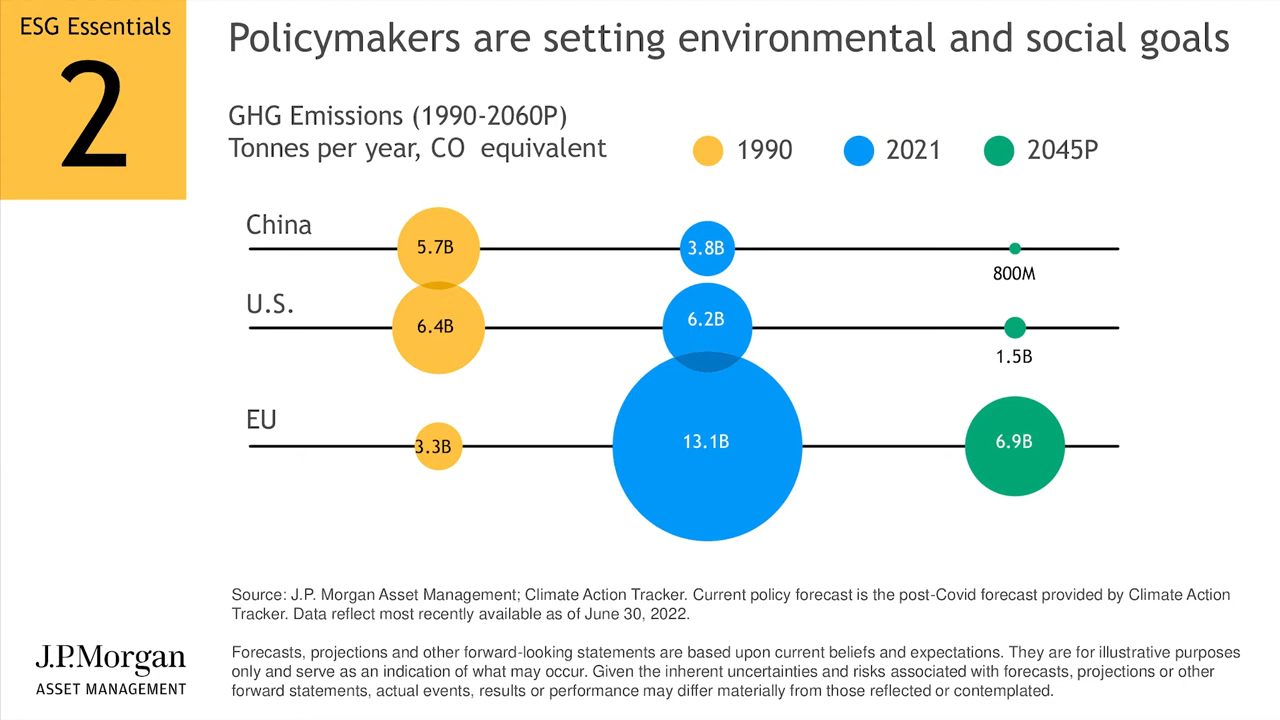 ESG Essentials
2
Policymakers are setting environmental and social goals
GHG Emissions (1990-2060P)
Tonnes per year, CO equivalent
1990
2021
2045P
China
5.7B
3.8B
800M
U.S.
6.4B
6.2B
1.5B
EU
3.3B
13.1B
6.9B
Source: J.P. Morgan Asset Management; Climate Action Tracker. Current policy forecast is the post-Covid forecast provided by Climate Action
Tracker. Data reflect most recently available as of June 30, 2022.
Forecasts, projections and other forward-looking statements are based upon current beliefs and expectations. They are for illustrative purposes
only and serve as an indication of what may occur. Given the inherent uncertainties and risks associated with forecasts, projections or other
forward statements, actual events, results or performance may differ materially from those reflected or contemplated.
J.P.Morgan
ASSET MANAGEMENT